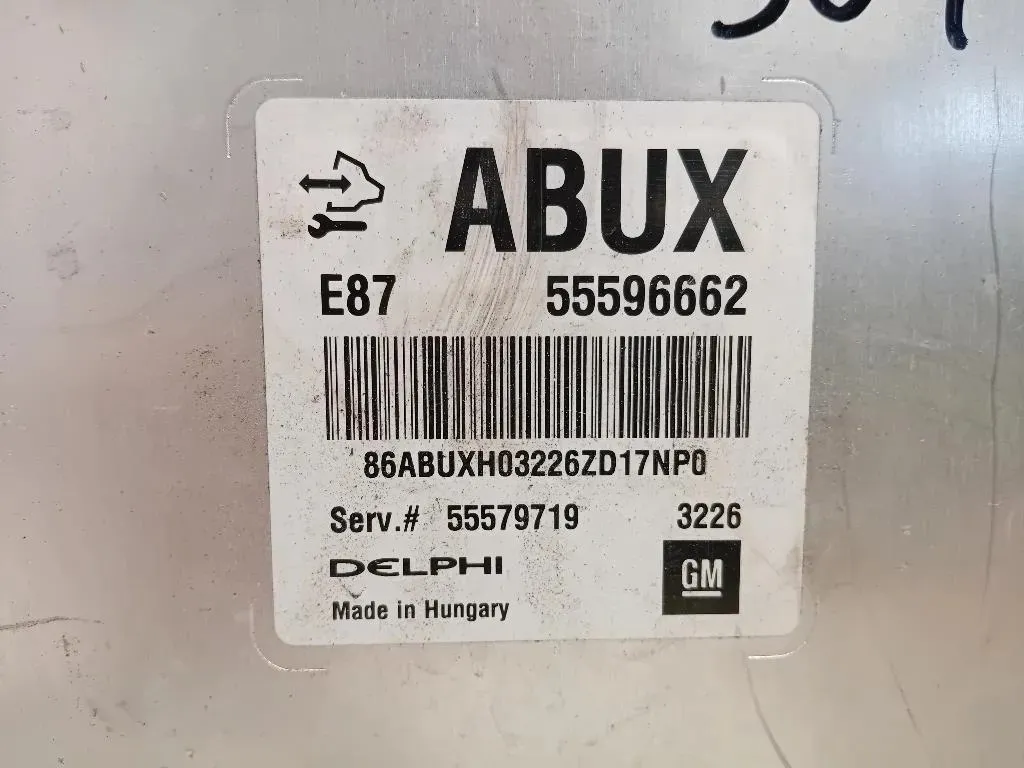 ABUX
E87 55596662
86ABUXH03226ZD17NP0
Serv.# 55579719 3226
DELPHI
GM
Made in Hungary